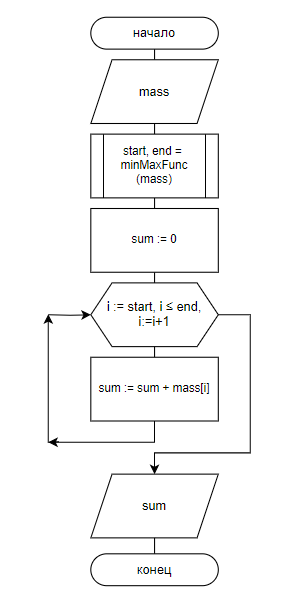 начало
mass
start, end =
minMaxFunc
(mass)
sum := 0
i := start, i ≤ end,
i:=i+1
sum := sum + mass[i]
sum
конец